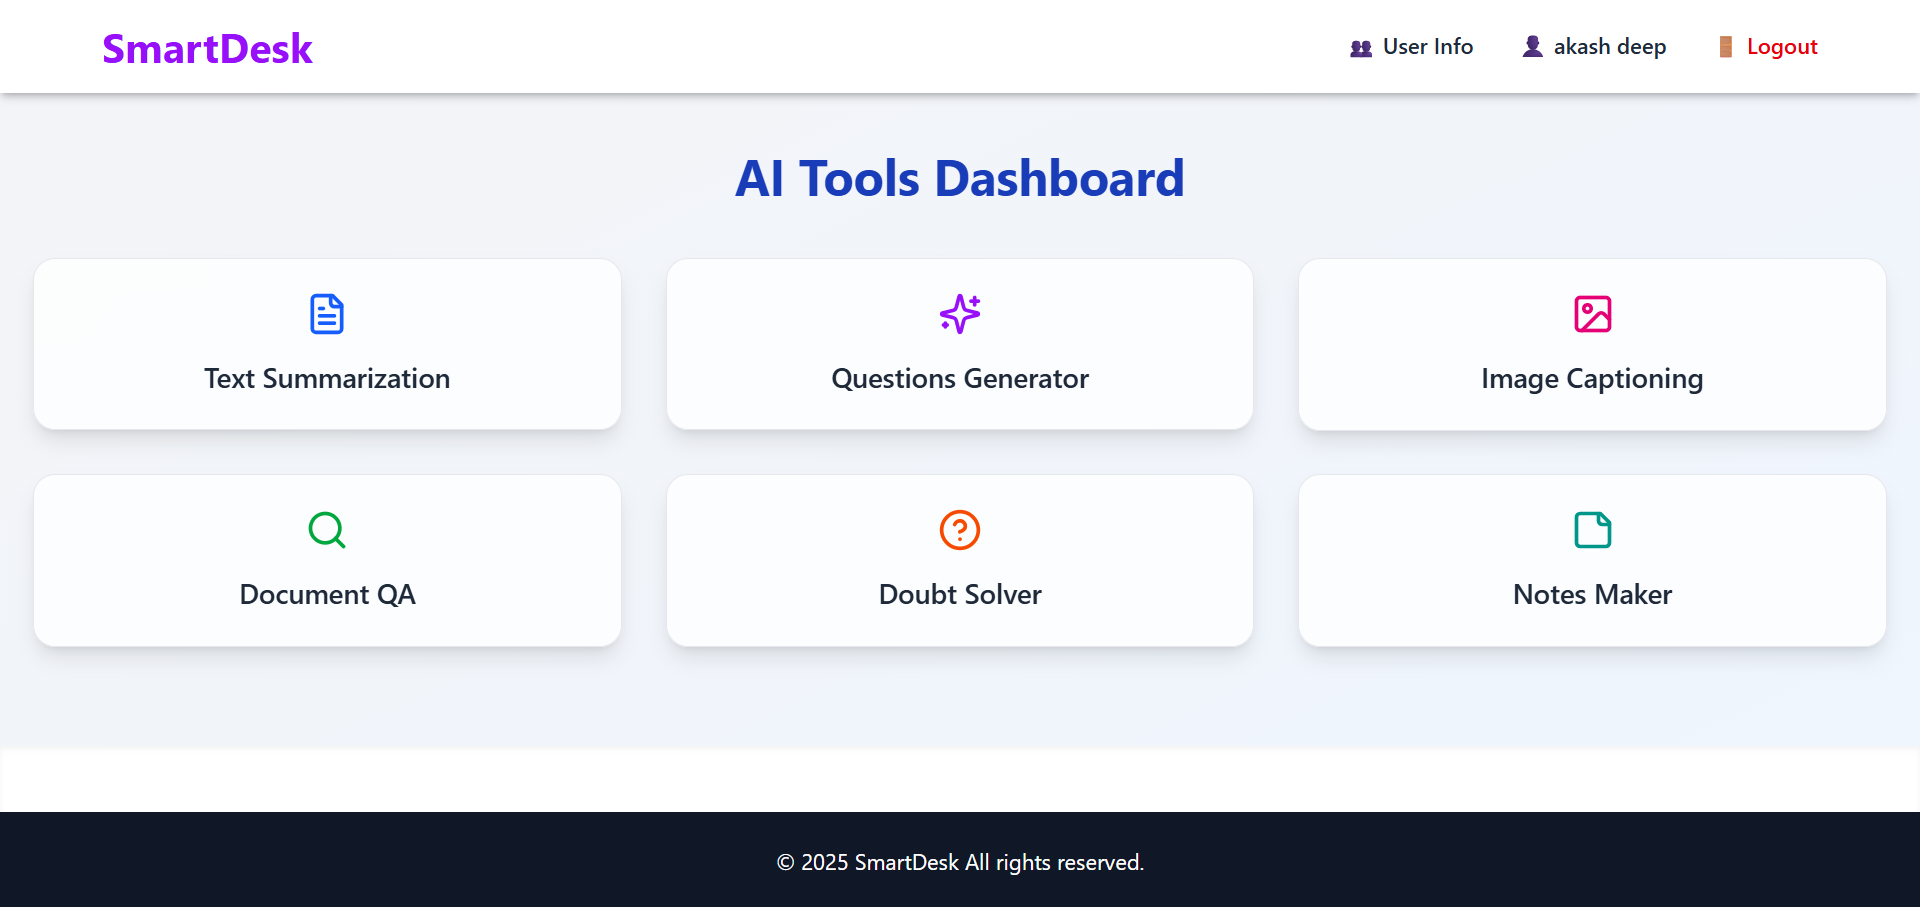 SmartDesk
User Info
akash deep
Logout
AI Tools Dashboard
Text Summarization
Questions Generator
Image Captioning
Document QA
Doubt Solver
Notes Maker
© 2025 SmartDesk All rights reserved.